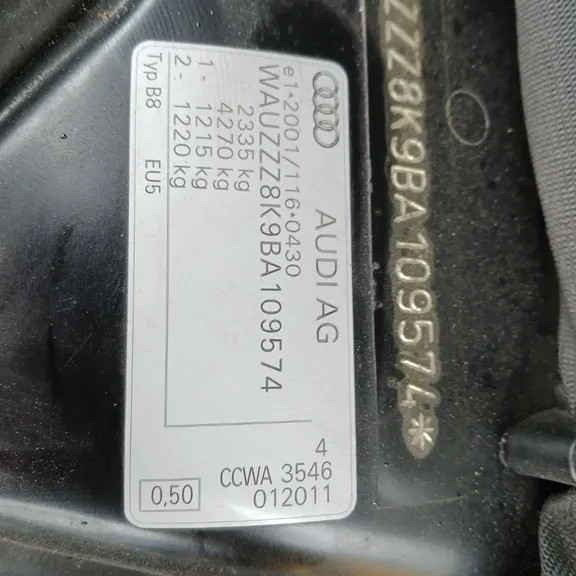 AUDI AG
e1*2001/116*0430
WAUZZZ8K9BA109574
2335 kg
4270 kg
1 - 1215 kg
2 - 1220 kg
Typ B8 EU5
4
CCWA 3546
012011
0,50
ZZZ8K9BA109574*